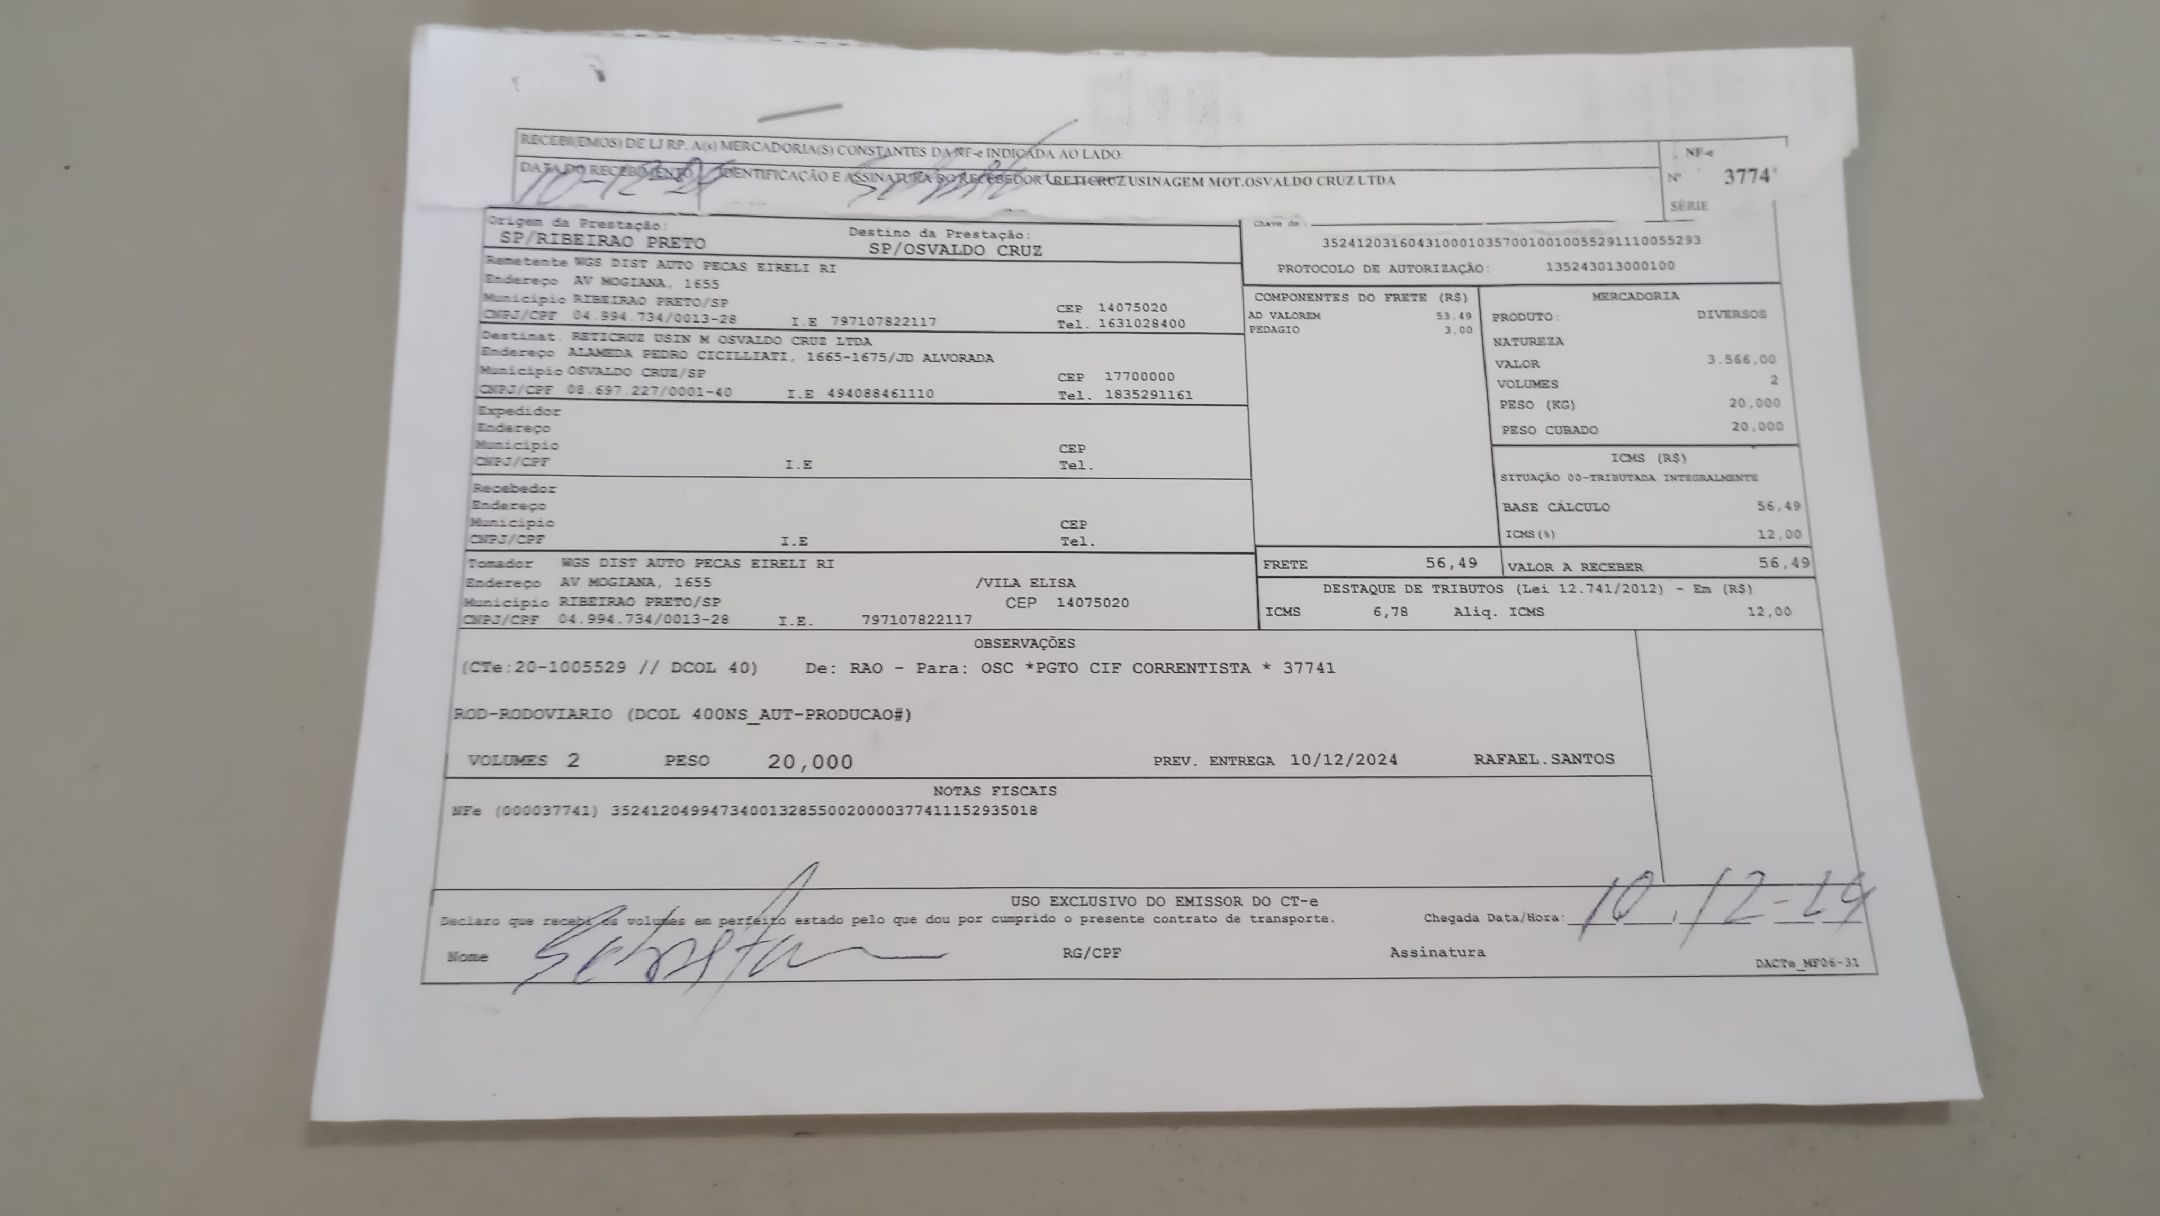 RECEBI(EMOS) DE LJ RP, A(s) MERCADORIA(S) CONSTANTES DA NF-e INDICADA AO LADO:
NF-e
DATA DO RECEBIMENTO IDENTIFICAÇÃO E ASSINATURA DO RECEBEDOR RETICRUZ USINAGEM MOT.OSVALDO CRUZ LTDA
Nº 3774
10-12-24
SÉRIE
Origem da Prestação: Destino da Prestação:
SP/RIBEIRAO PRETO SP/OSVALDO CRUZ
Chave de
35241203160431000103570010010055291110055293
PROTOCOLO DE AUTORIZAÇÃO: 135243013000100
Remetente WGS DIST AUTO PECAS EIRELI RI
Endereço AV MOGIANA, 1655
Municipio RIBEIRAO PRETO/SP CEP 14075020
CNPJ/CPF 04.994.734/0013-28 I.E 797107822117 Tel. 1631028400
Destinat. RETICRUZ USIN M OSVALDO CRUZ LTDA
Endereço ALAMEDA PEDRO CICILLIATI, 1665-1675/JD ALVORADA
Municipio OSVALDO CRUZ/SP CEP 17700000
CNPJ/CPF 08.697.227/0001-40 I.E 494088461110 Tel. 1835291161
Expedidor
Endereço
Municipio CEP
CNPJ/CPF I.E Tel.
Recebedor
Endereço
Municipio CEP
CNPJ/CPF I.E Tel.
Tomador WGS DIST AUTO PECAS EIRELI RI
Endereço AV MOGIANA, 1655 /VILA ELISA
Municipio RIBEIRAO PRETO/SP CEP 14075020
CNPJ/CPF 04.994.734/0013-28 I.E. 797107822117
COMPONENTES DO FRETE (R$)
AD VALOREM 53,49
PEDAGIO 3,00
MERCADORIA
PRODUTO: DIVERSOS
NATUREZA
VALOR 3.566,00
VOLUMES 2
PESO (KG) 20,000
PESO CUBADO 20,000
ICMS (R$)
SITUAÇÃO 00-TRIBUTADA INTEGRALMENTE
BASE CÁLCULO 56,49
ICMS(%) 12,00
FRETE 56,49 VALOR A RECEBER 56,49
DESTAQUE DE TRIBUTOS (Lei 12.741/2012) - Em (R$)
ICMS 6,78 Aliq. ICMS 12,00
OBSERVAÇÕES
(CTe:20-1005529 // DCOL 40) De: RAO - Para: OSC *PGTO CIF CORRENTISTA * 37741
ROD-RODOVIARIO (DCOL 400NS_AUT-PRODUCAO#)
VOLUMES 2 PESO 20,000 PREV. ENTREGA 10/12/2024 RAFAEL.SANTOS
NOTAS FISCAIS
NFe (000037741) 35241204994734001328550020000377411152935018
USO EXCLUSIVO DO EMISSOR DO CT-e
Declaro que recebi os volumes em perfeito estado pelo que dou por cumprido o presente contrato de transporte. Chegada Data/Hora: 10.12-24
Nome RG/CPF Assinatura
DACTe_MF06-31